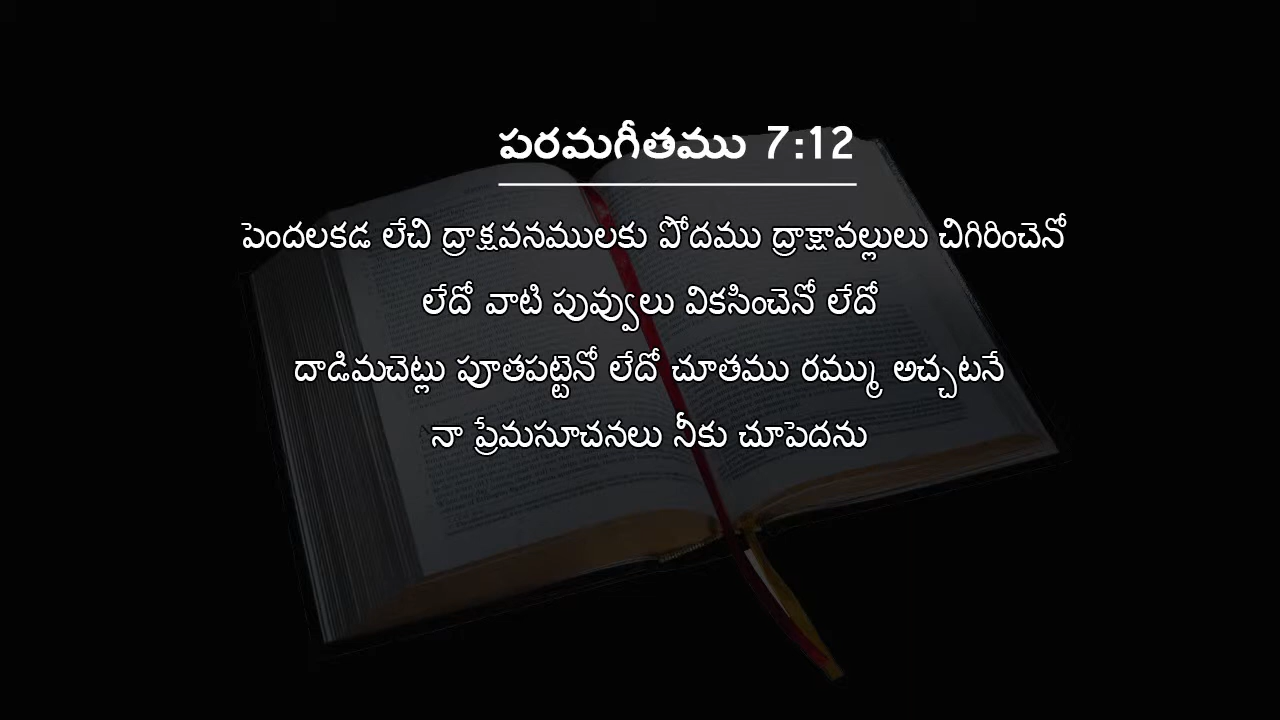 పరమగీతము 7:12
పెందలకడ లేచి ద్రాక్షవనములకు పోదము ద్రాక్షావల్లులు చిగిరించెనో
లేదో వాటి పువ్వులు వికసించెనో లేదో
దాడిమచెట్లు పూతపట్టెనో లేదో చూతము రమ్ము అచ్చటనే
నా ప్రేమసూచనలు నీకు చూపెదను